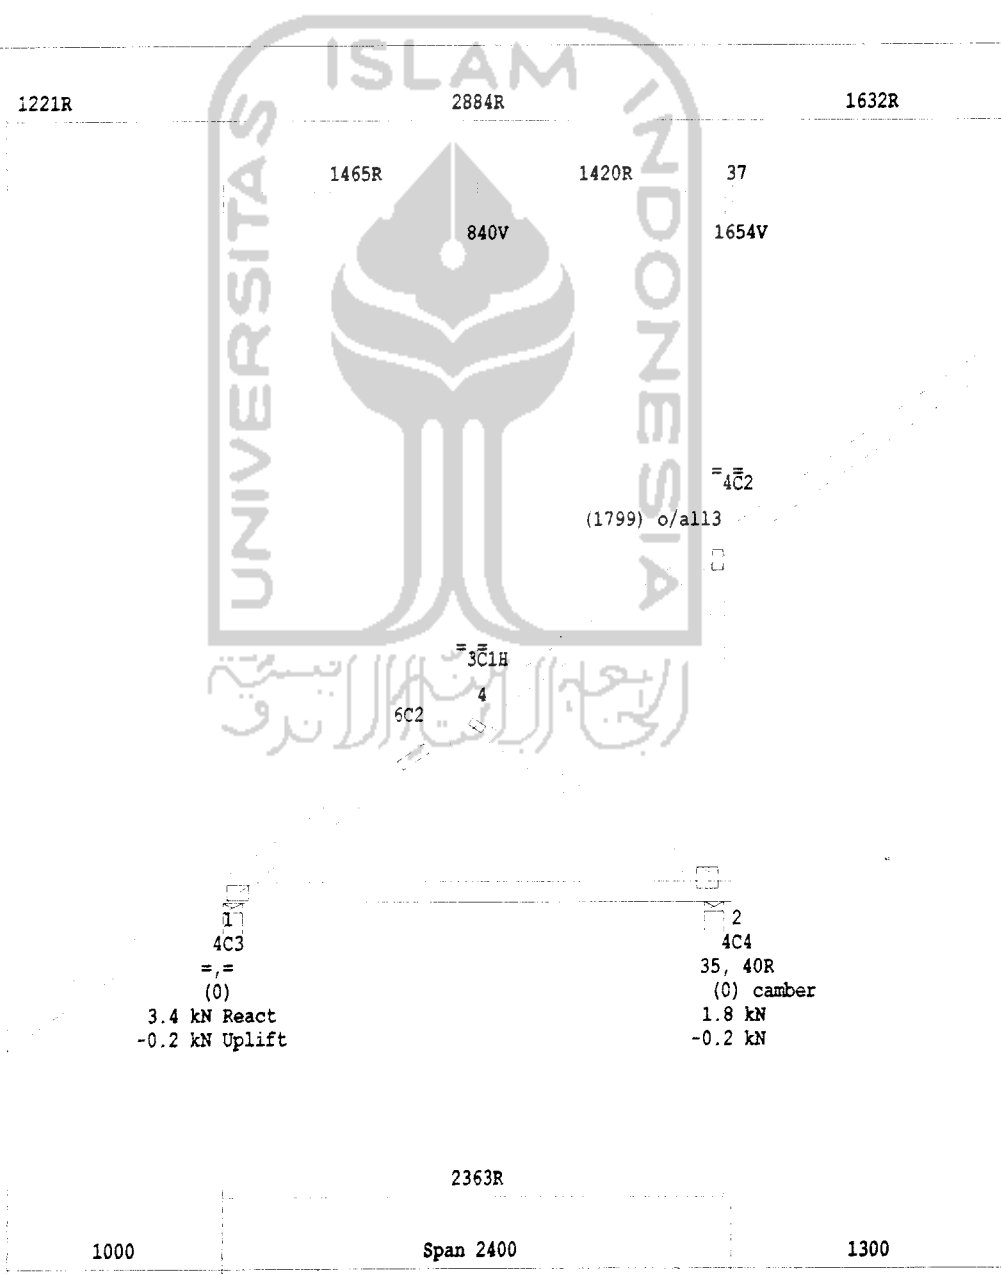 ISLAM
UNIVERSITAS
INDONESIA
1221R
2884R
1632R
1465R
1420R
37
840V
1654V
=,=
4C2
(1799) o/all3
=,=
3C1H
4
6C2
1
4C3
=,=
(0)
3.4 kN React
-0.2 kN Uplift
2
4C4
35, 40R
(0) camber
1.8 kN
-0.2 kN
2363R
1000
Span 2400
1300